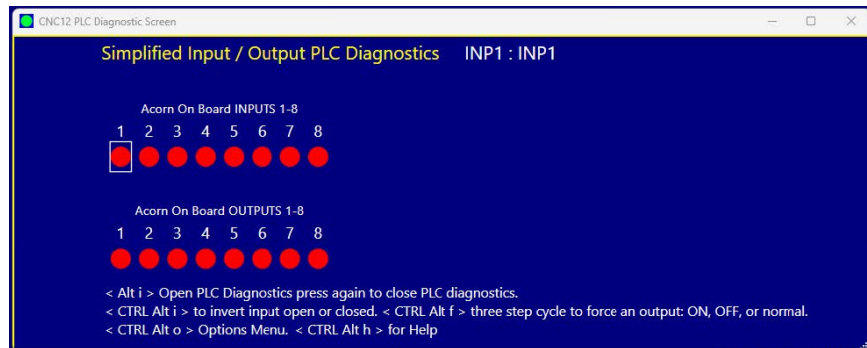 CNC12 PLC Diagnostic Screen
Simplified Input / Output PLC Diagnostics INP1 : INP1
Acorn On Board INPUTS 1-8
1 2 3 4 5 6 7 8
Acorn On Board OUTPUTS 1-8
1 2 3 4 5 6 7 8
< Alt i > Open PLC Diagnostics press again to close PLC diagnostics.
< CTRL Alt i > to invert input open or closed. < CTRL Alt f > three step cycle to force an output: ON, OFF, or normal.
< CTRL Alt o > Options Menu. < CTRL Alt h > for Help